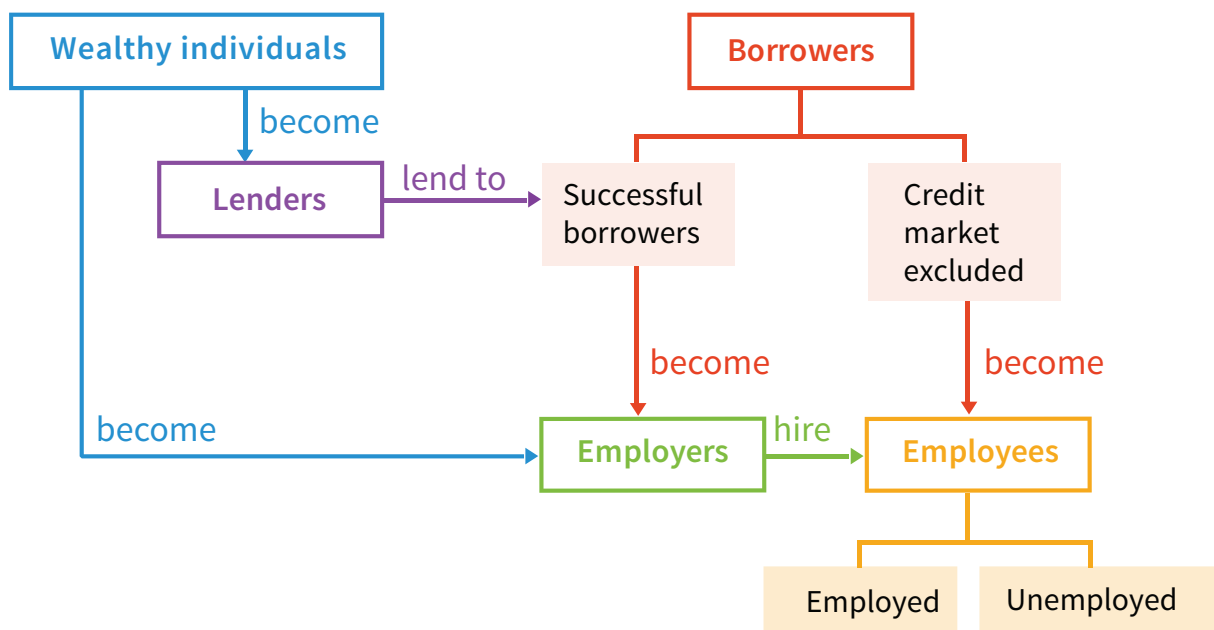 Wealthy individuals
Borrowers
become
Lenders
lend to
Successful
borrowers
Credit
market
excluded
become
become
become
Employers
hire
Employees
Employed
Unemployed